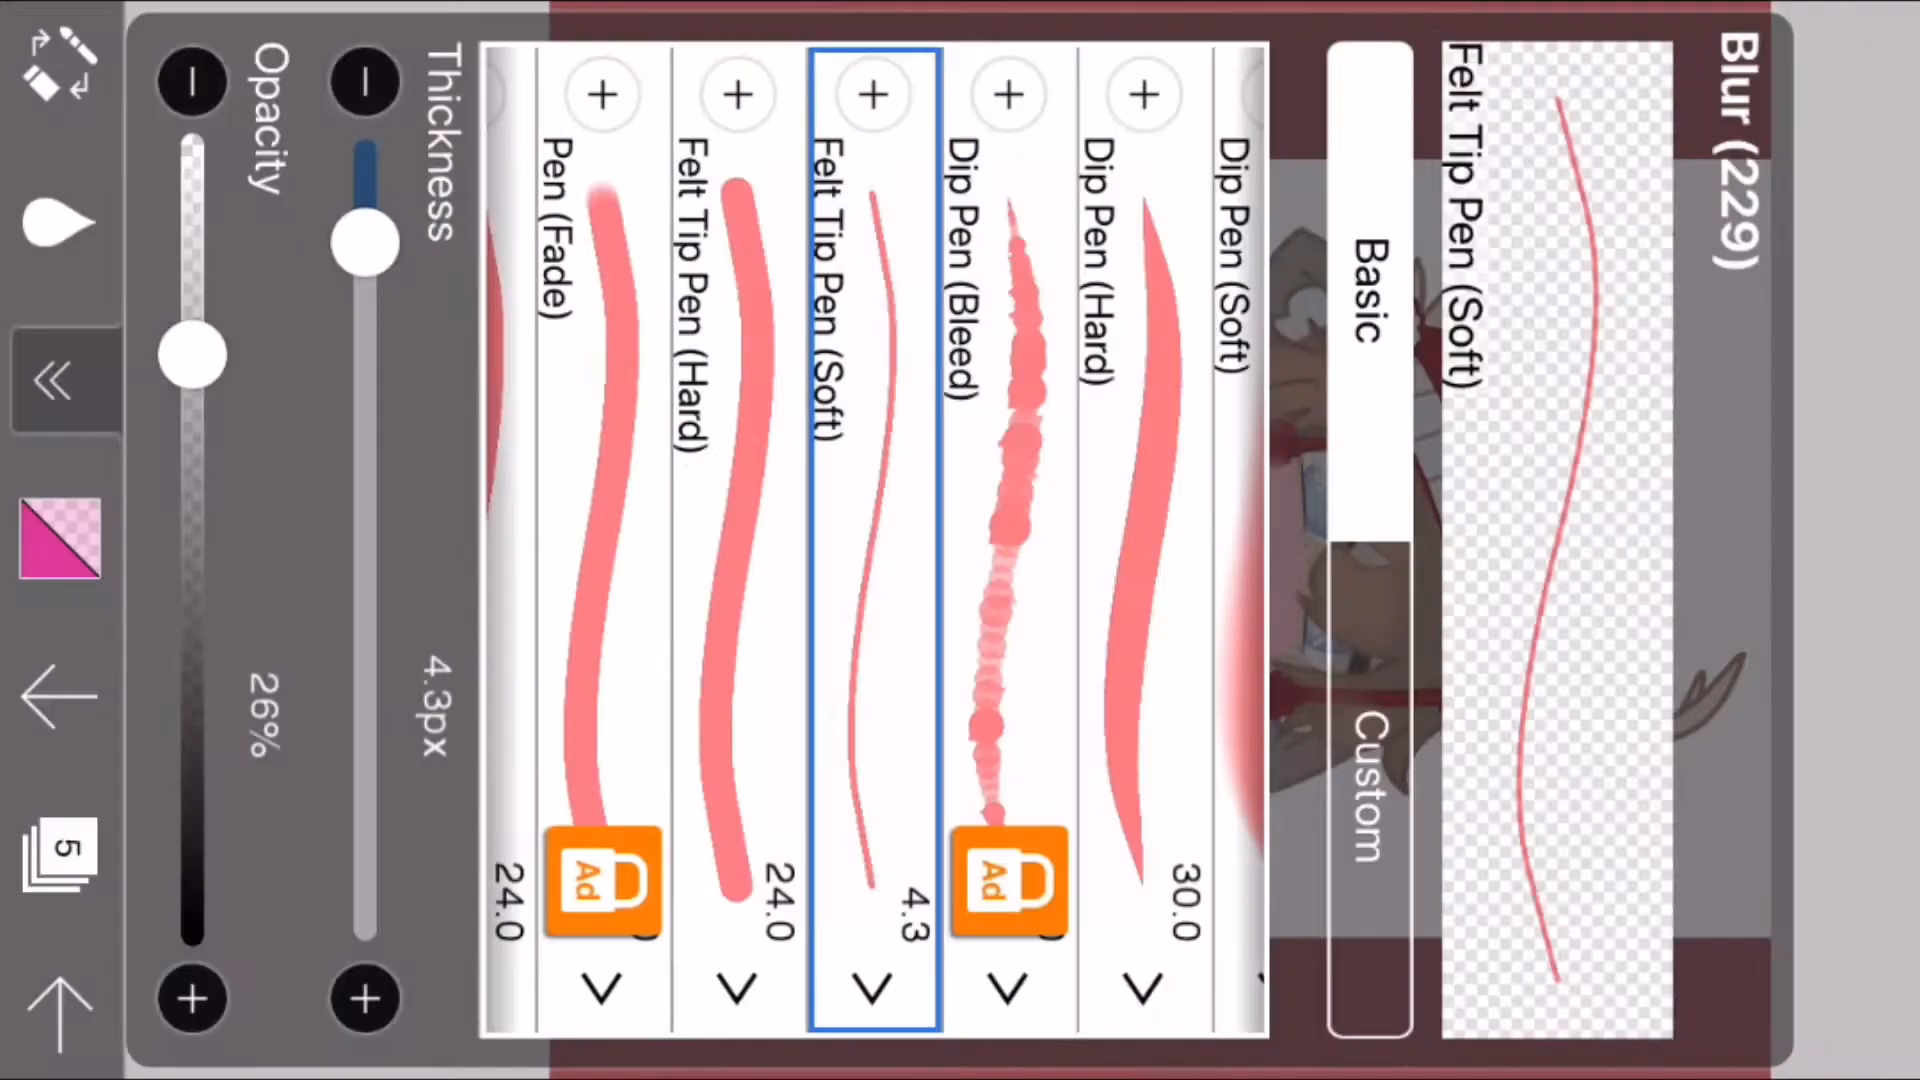 Blur (229)
Felt Tip Pen (Soft)
Basic
Custom
Dip Pen (Soft)
Dip Pen (Hard)
30.0
Dip Pen (Bleed)
Ad
Felt Tip Pen (Soft)
4.3
Felt Tip Pen (Hard)
24.0
Pen (Fade)
Ad
24.0
Thickness
4.3px
Opacity
26%
5